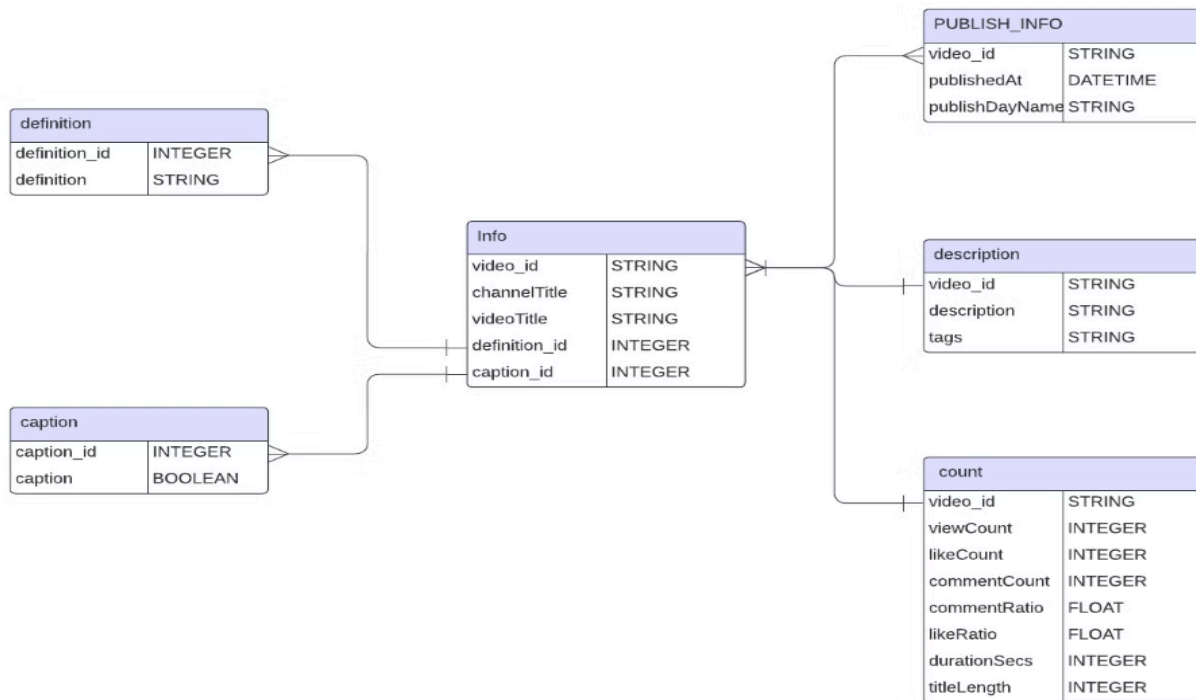 PUBLISH_INFO
video_id STRING
publishedAt DATETIME
publishDayName STRING
definition
definition_id INTEGER
definition STRING
Info
video_id STRING
channelTitle STRING
videoTitle STRING
definition_id INTEGER
caption_id INTEGER
description
video_id STRING
description STRING
tags STRING
caption
caption_id INTEGER
caption BOOLEAN
count
video_id STRING
viewCount INTEGER
likeCount INTEGER
commentCount INTEGER
commentRatio FLOAT
likeRatio FLOAT
durationSecs INTEGER
titleLength INTEGER